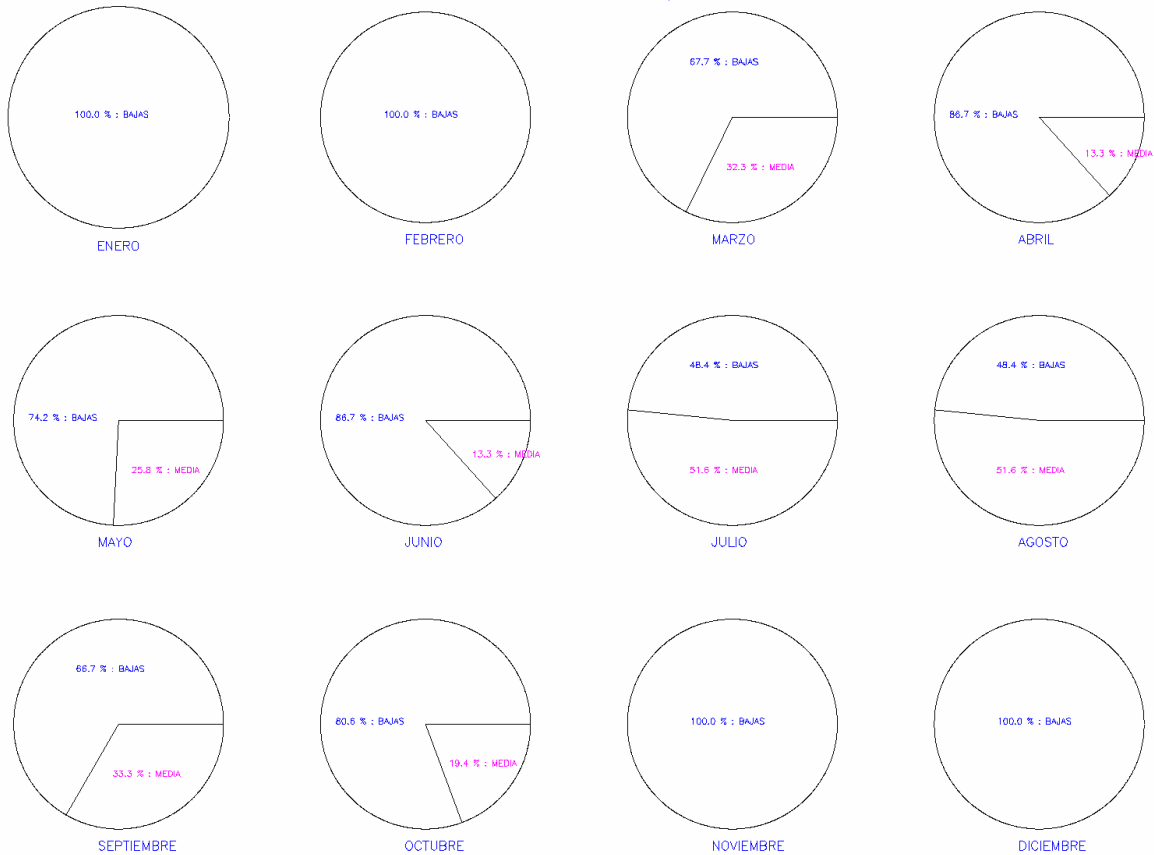 67.7 % : BAJAS
100.0 % : BAJAS
100.0 % : BAJAS
86.7 % : BAJAS
13.3 % : MEDIA
32.3 % : MEDIA
ENERO
FEBRERO
MARZO
ABRIL
48.4 % : BAJAS
48.4 % : BAJAS
74.2 % : BAJAS
86.7 % : BAJAS
13.3 % : MEDIA
25.8 % : MEDIA
51.6 % : MEDIA
51.6 % : MEDIA
MAYO
JUNIO
JULIO
AGOSTO
66.7 % : BAJAS
80.6 % : BAJAS
100.0 % : BAJAS
100.0 % : BAJAS
19.4 % : MEDIA
33.3 % : MEDIA
SEPTIEMBRE
OCTUBRE
NOVIEMBRE
DICIEMBRE